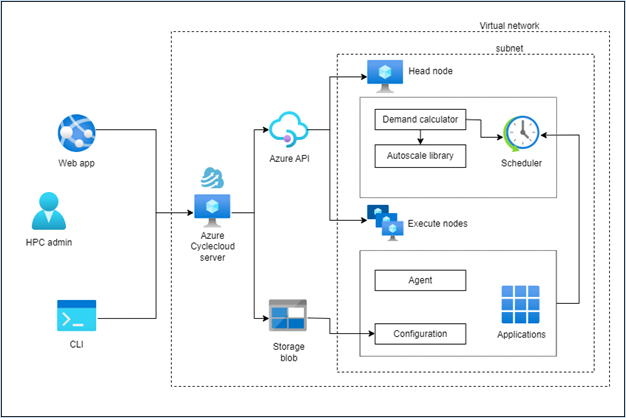 Virtual network
subnet
Head node
Demand calculator
Autoscale library
Scheduler
Web app
Azure API
HPC admin
Azure
Cyclecloud
server
Execute nodes
Agent
Configuration
Applications
CLI
Storage
blob